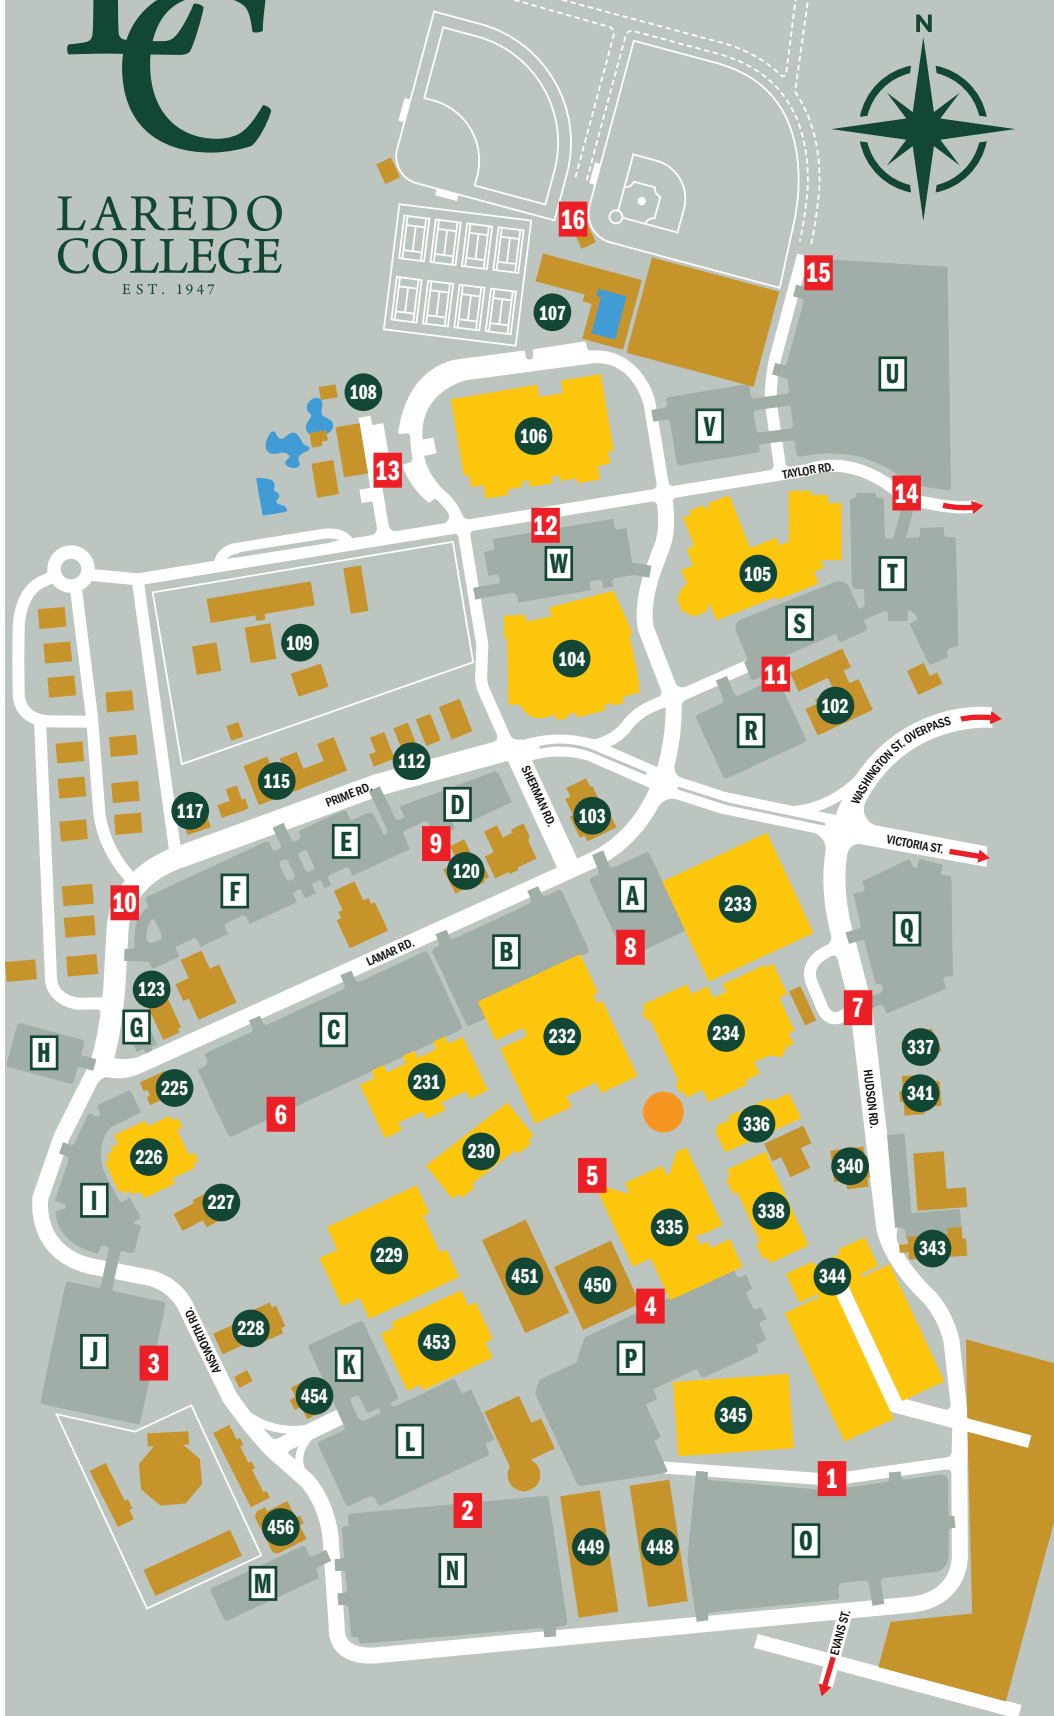 LC
LAREDO
COLLEGE
EST. 1947
N
16
15
107
U
108
V
106
13
TAYLOR RD.
14
12
W
105
T
S
109
104
11
102
R
WASHINGTON ST. OVERPASS
112
115
PRIME RD.
SHERMAN RD.
117
D
103
E
9
VICTORIA ST.
120
F
A
10
233
Q
8
LAMAR RD.
B
123
7
G
C
232
234
H
337
231
225
341
HUDSON RD.
6
336
230
226
340
5
I
227
338
335
229
343
451
450
344
4
ANSWORTH RD.
228
453
J
3
K
P
454
345
L
1
2
456
449
448
O
N
M
EVANS ST.